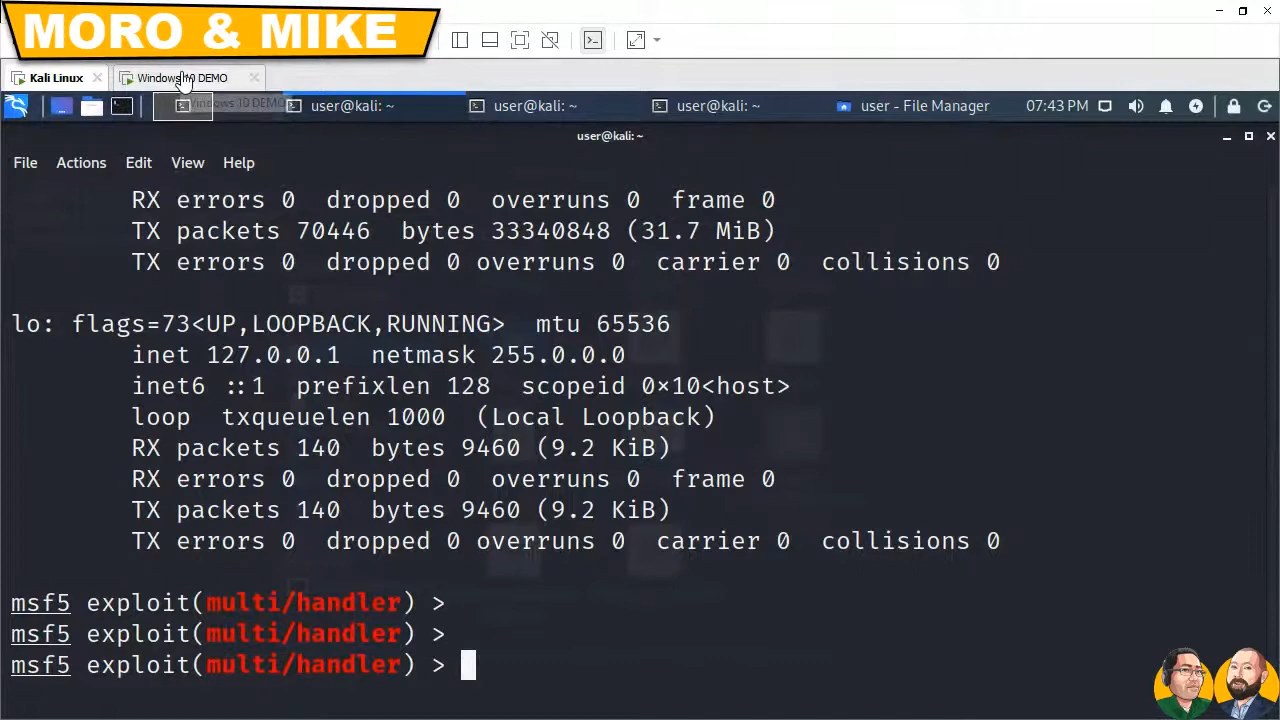 MORO & MIKE
Kali Linux
Windows 10 DEMO
Windows 10 DEMO
user@kali: ~
user@kali: ~
user@kali: ~
user - File Manager
07:43 PM
user@kali: ~
File Actions Edit View Help
RX errors 0 dropped 0 overruns 0 frame 0
TX packets 70446 bytes 33340848 (31.7 MiB)
TX errors 0 dropped 0 overruns 0 carrier 0 collisions 0
lo: flags=73<UP,LOOPBACK,RUNNING> mtu 65536
inet 127.0.0.1 netmask 255.0.0.0
inet6 ::1 prefixlen 128 scopeid 0×10<host>
loop txqueuelen 1000 (Local Loopback)
RX packets 140 bytes 9460 (9.2 KiB)
RX errors 0 dropped 0 overruns 0 frame 0
TX packets 140 bytes 9460 (9.2 KiB)
TX errors 0 dropped 0 overruns 0 carrier 0 collisions 0
msf5 exploit(multi/handler) >
msf5 exploit(multi/handler) >
msf5 exploit(multi/handler) >